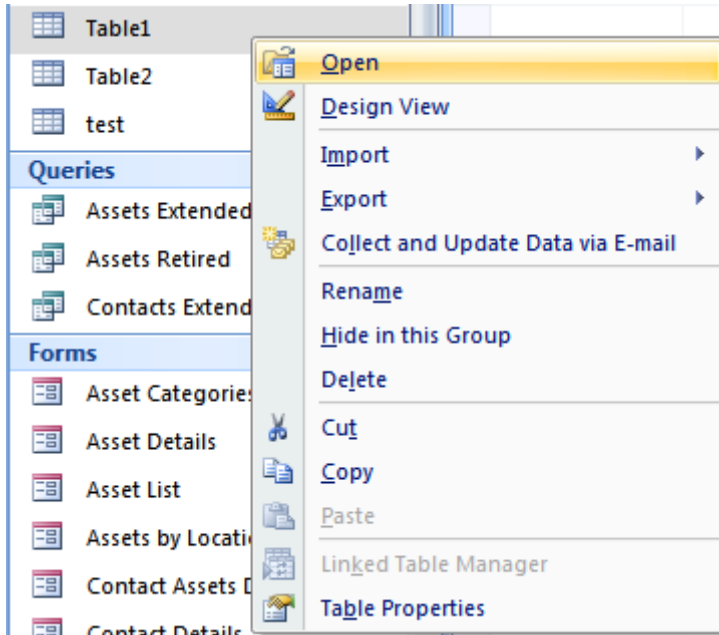 Table1
Table2
test
Queries
Assets Extended
Assets Retired
Contacts Extend
Forms
Asset Categories
Asset Details
Asset List
Assets by Locati
Contact Assets
Contact Details
Open
Design View
Import
Export
Collect and Update Data via E-mail
Rename
Hide in this Group
Delete
Cut
Copy
Paste
Linked Table Manager
Table Properties